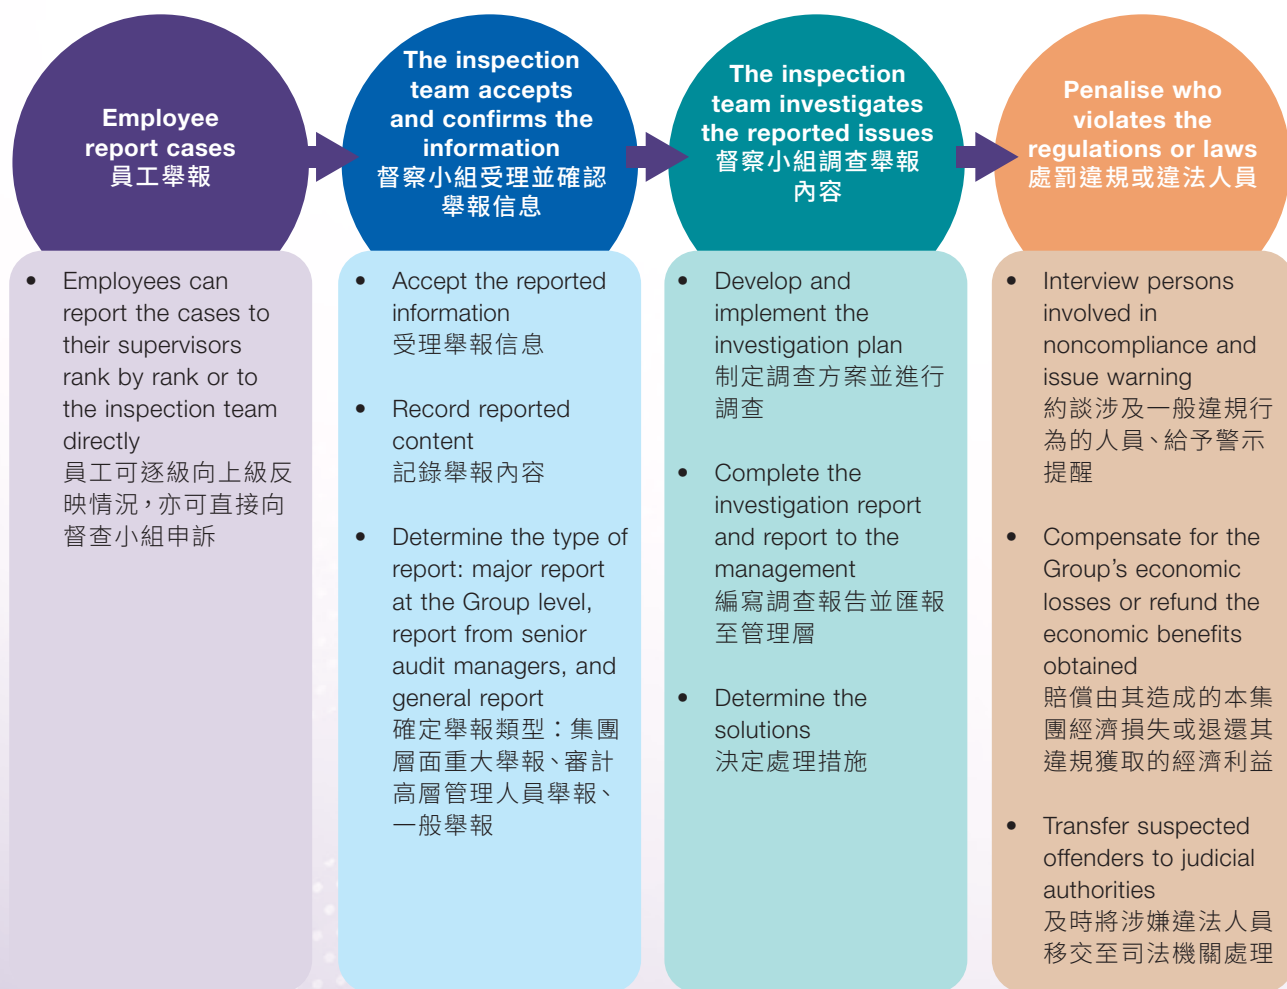 Employee
report cases
員工舉報
The inspection
team accepts
and confirms the
information
督察小組受理並確認
舉報信息
The inspection
team investigates
the reported issues
督察小組調查舉報
內容
Penalise who
violates the
regulations or laws
處罰違規或違法人員
• Employees can
report the cases to
their supervisors
rank by rank or to
the inspection team
directly
員工可逐級向上級反
映情況，亦可直接向
督查小組申訴
• Accept the reported
information
受理舉報信息
• Record reported
content
記錄舉報內容
• Determine the type of
report: major report
at the Group level,
report from senior
audit managers, and
general report
確定舉報類型：集團
層面重大舉報、審計
高層管理人員舉報、
一般舉報
• Develop and
implement the
investigation plan
制定調查方案並進行
調查
• Complete the
investigation report
and report to the
management
編寫調查報告並匯報
至管理層
• Determine the
solutions
決定處理措施
• Interview persons
involved in
noncompliance and
issue warning
約談涉及一般違規行
為的人員、給予警示
提醒
• Compensate for the
Group’s economic
losses or refund the
economic benefits
obtained
賠償由其造成的本集
團經濟損失或退還其
違規獲取的經濟利益
• Transfer suspected
offenders to judicial
authorities
及時將涉嫌違法人員
移交至司法機關處理